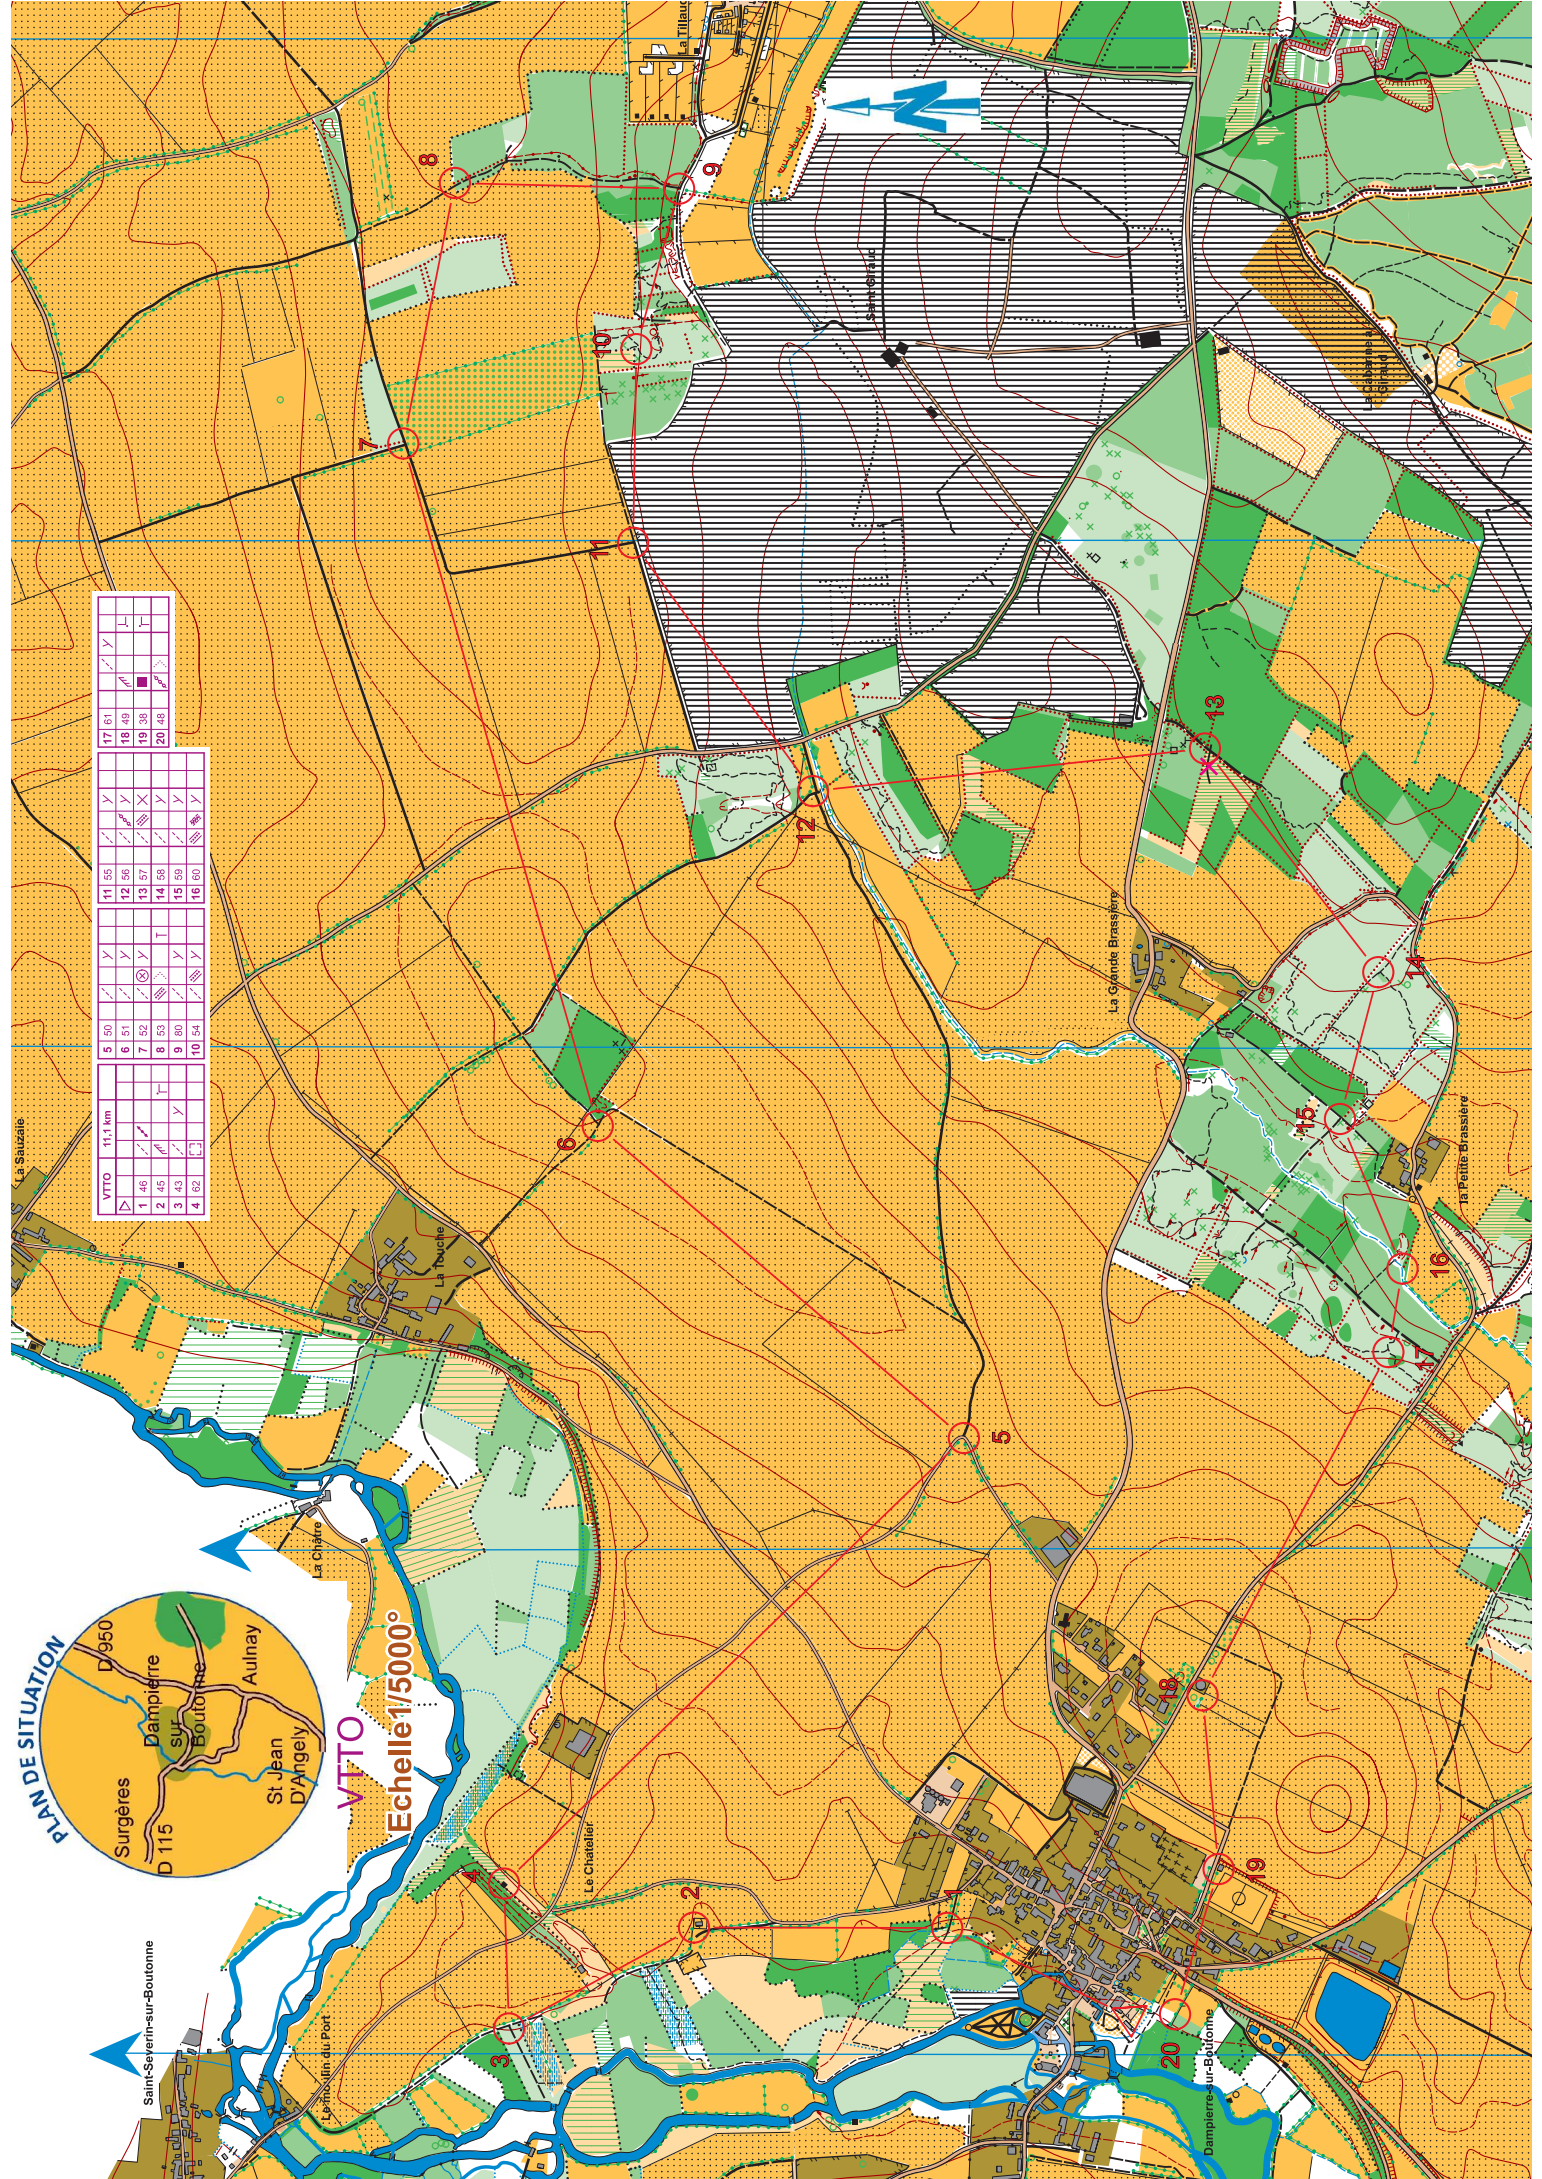 PLAN DE SITUATION
Surgères
D 115
Dampierre
sur
Boutonne
D 950
Aulnay
St Jean
D'Angely
VTTO
Echelle1/5000°
VTTO 11,1 km
1 46
2 45
3 43
4 62
5 50
6 51
7 52
8 53
9 80
10 54
11 55
12 56
13 57
14 58
15 59
16 60
17 61
18 49
19 38
20 48
Saint-Séverin-sur-Boutonne
Le moulin du Port
La Châtre
Le Chatelier
La Touche
La Sauzaie
La Grande Brassière
la Petite Brassière
Saint Giraud
Dampierre-sur-Boutonne
N
1
2
3
4
5
6
7
8
9
10
11
12
13
14
15
16
17
18
19
20